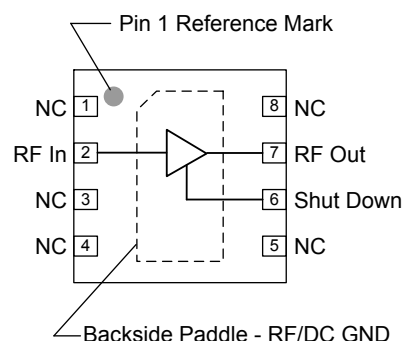 Pin 1 Reference Mark
NC 1
8 NC
RF In 2
7 RF Out
NC 3
6 Shut Down
NC 4
5 NC
Backside Paddle - RF/DC GND